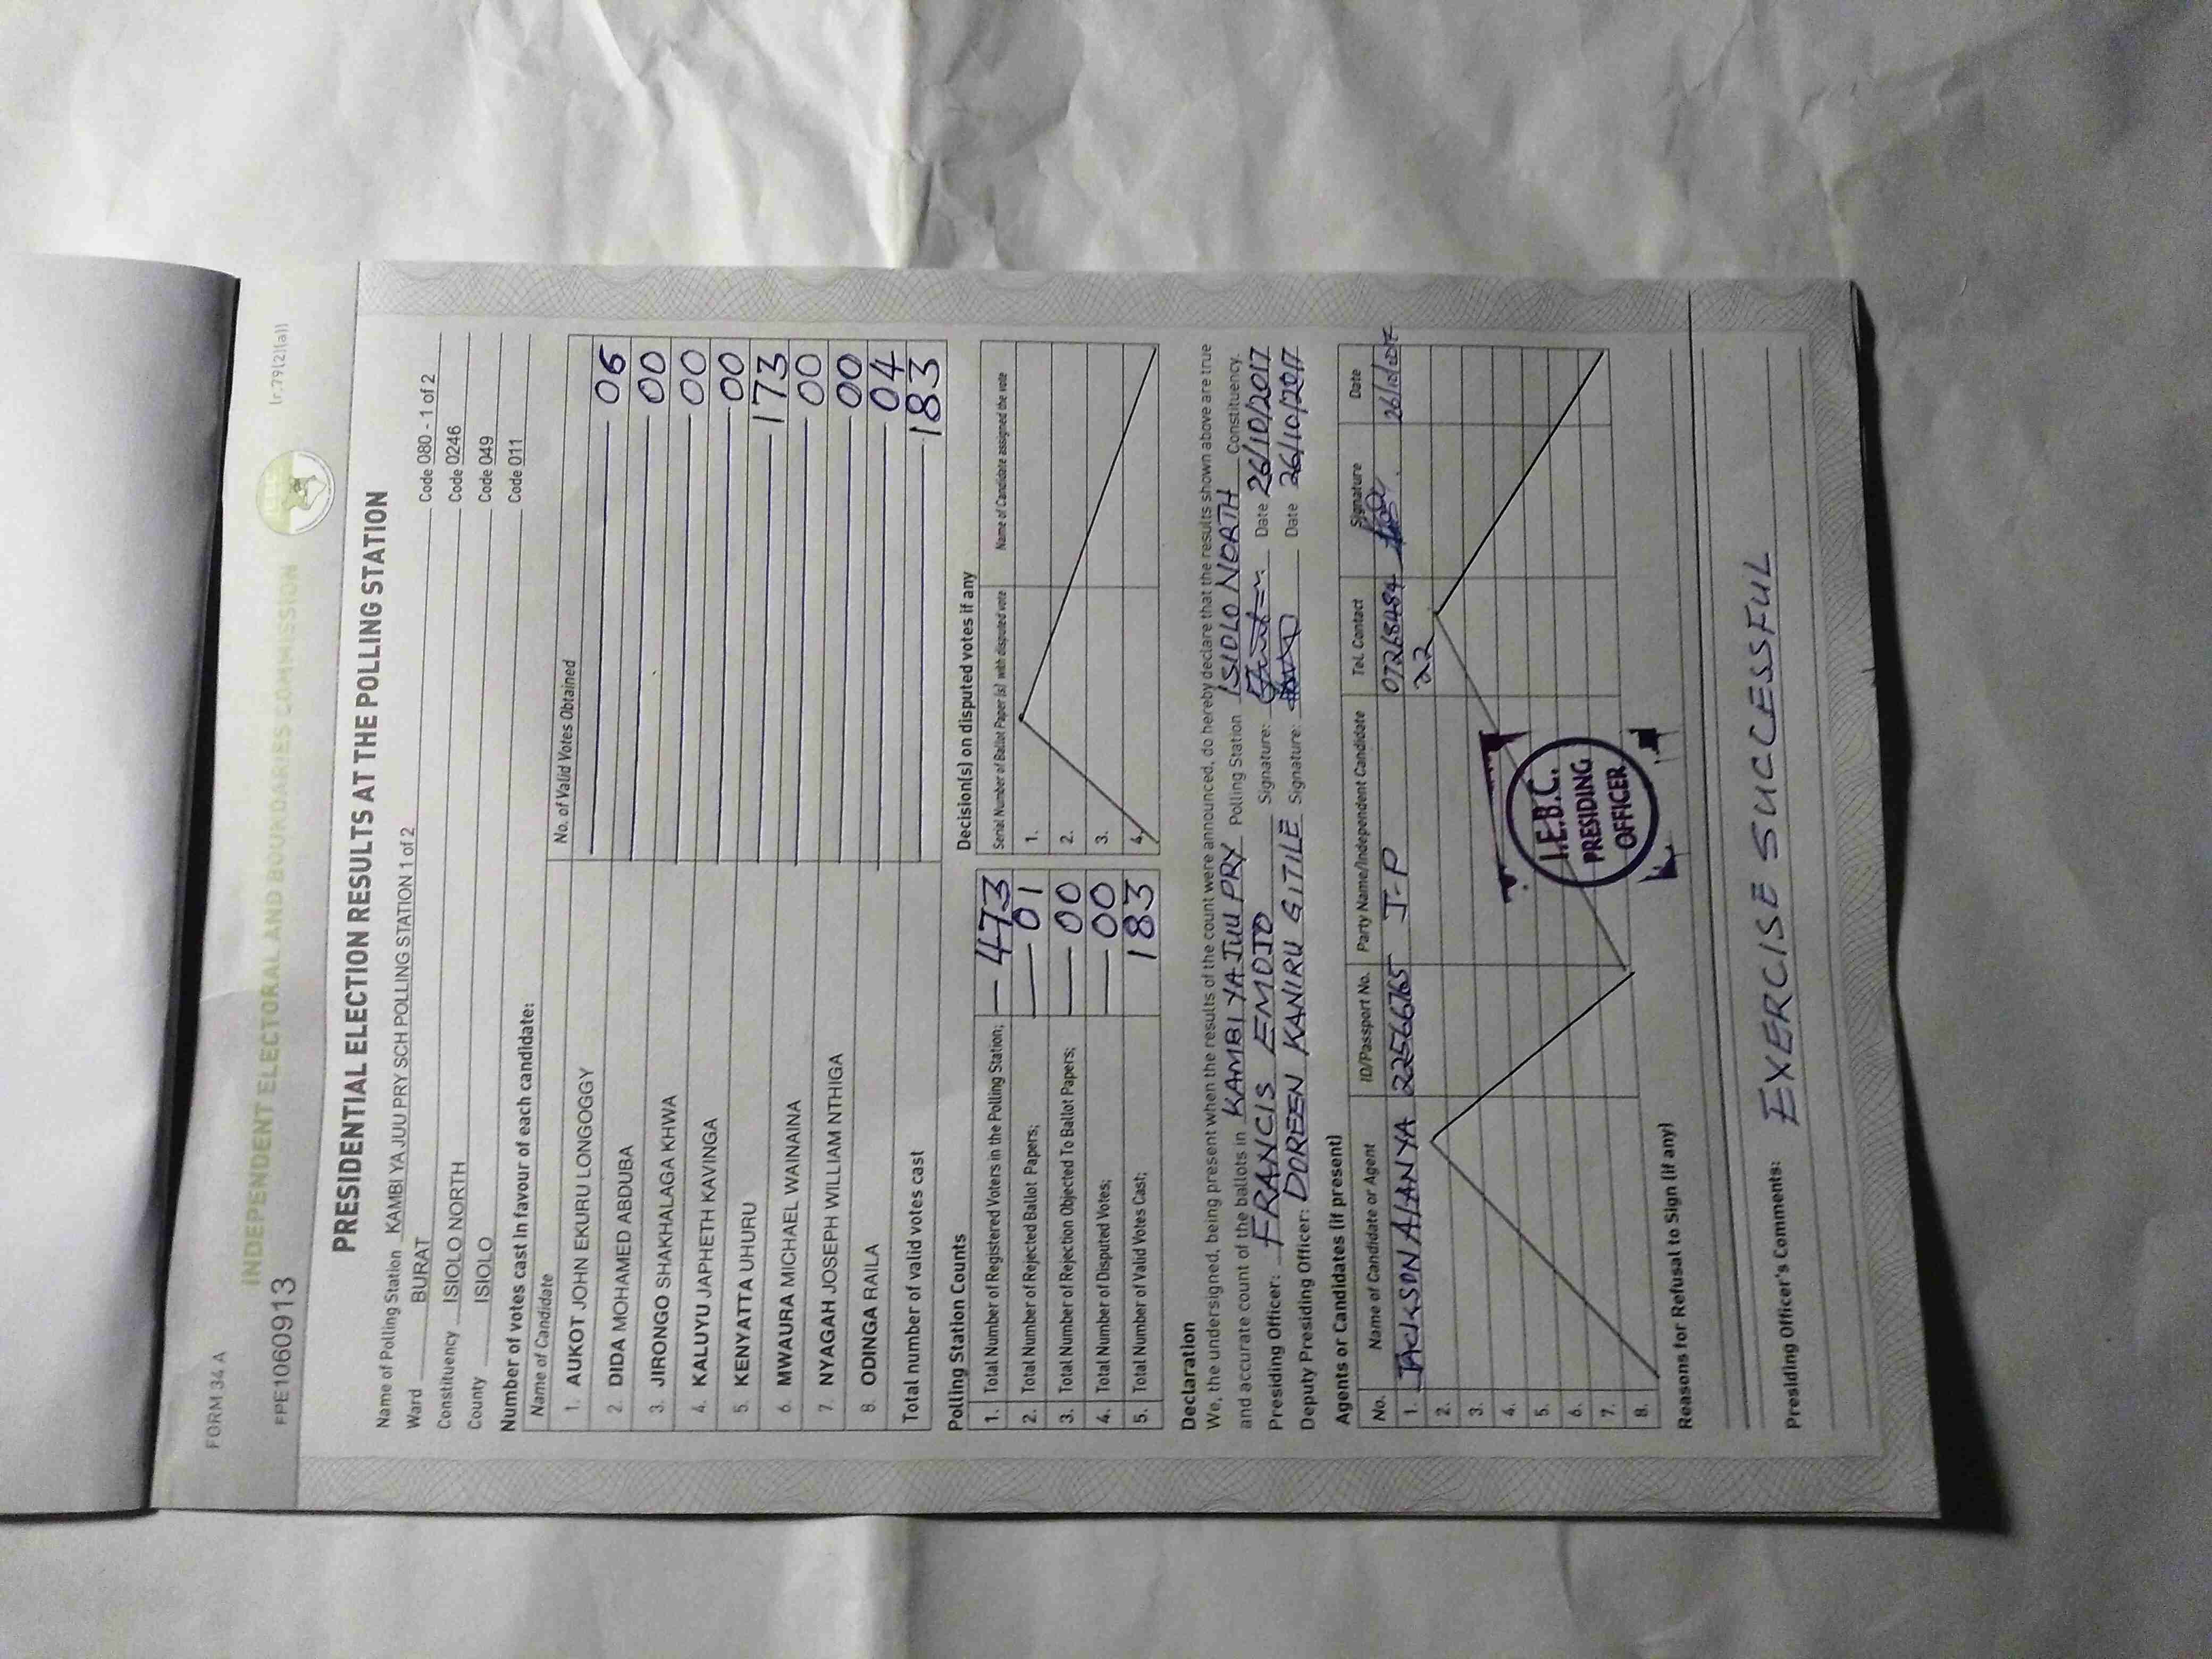 FORM 34 A
(r.79(2)(a))
INDEPENDENT ELECTORAL AND BOUNDARIES COMMISSION
FPE1060913
PRESIDENTIAL ELECTION RESULTS AT THE POLLING STATION
Name of Polling Station KAMBI YA JUU PRY SCH POLLING STATION 1 of 2 Code 080 - 1 of 2
Ward BURAT Code 0246
Constituency ISIOLO NORTH Code 049
County ISIOLO Code 011
Number of votes cast in favour of each candidate:
Name of Candidate No. of Valid Votes Obtained
1. AUKOT JOHN EKURU LONGOGGY 06
2. DIDA MOHAMED ABDUBA 00
3. JIRONGO SHAKHALAGA KHWA 00
4. KALUYU JAPHETH KAVINGA 00
5. KENYATTA UHURU 173
6. MWAURA MICHAEL WAINAINA 00
7. NYAGAH JOSEPH WILLIAM NTHIGA 00
8. ODINGA RAILA 04
Total number of valid votes cast 183
Polling Station Counts
1. Total Number of Registered Voters in the Polling Station; 473
2. Total Number of Rejected Ballot Papers; 01
3. Total Number of Rejection Objected To Ballot Papers; 00
4. Total Number of Disputed Votes; 00
5. Total Number of Valid Votes Cast; 183
Decision(s) on disputed votes if any
Serial Number of Ballot Paper (s) with disputed vote Name of Candidate assigned the vote
1.
2.
3.
4.
Declaration
We, the undersigned, being present when the results of the count were announced, do hereby declare that the results shown above are true
and accurate count of the ballots in KAMBI YA JUU PRY Polling Station ISIOLO NORTH Constituency.
Presiding Officer: FRANCIS EMOJO Signature: Date 26/10/2017
Deputy Presiding Officer: DOREEN KANIRU GITILE Signature: Date 26/10/2017
Agents or Candidates (if present)
No. Name of Candidate or Agent ID/Passport No. Party Name/Independent Candidate Tel. Contact Signature Date
1. JACKSON AIANYA 22566765 J-P 0726848422 26/10/2017
2.
3.
4.
5.
6.
7.
8.
I.E.B.C.
PRESIDING
OFFICER
Reasons for Refusal to Sign (if any)
Presiding Officer's Comments:
EXERCISE SUCCESSFUL